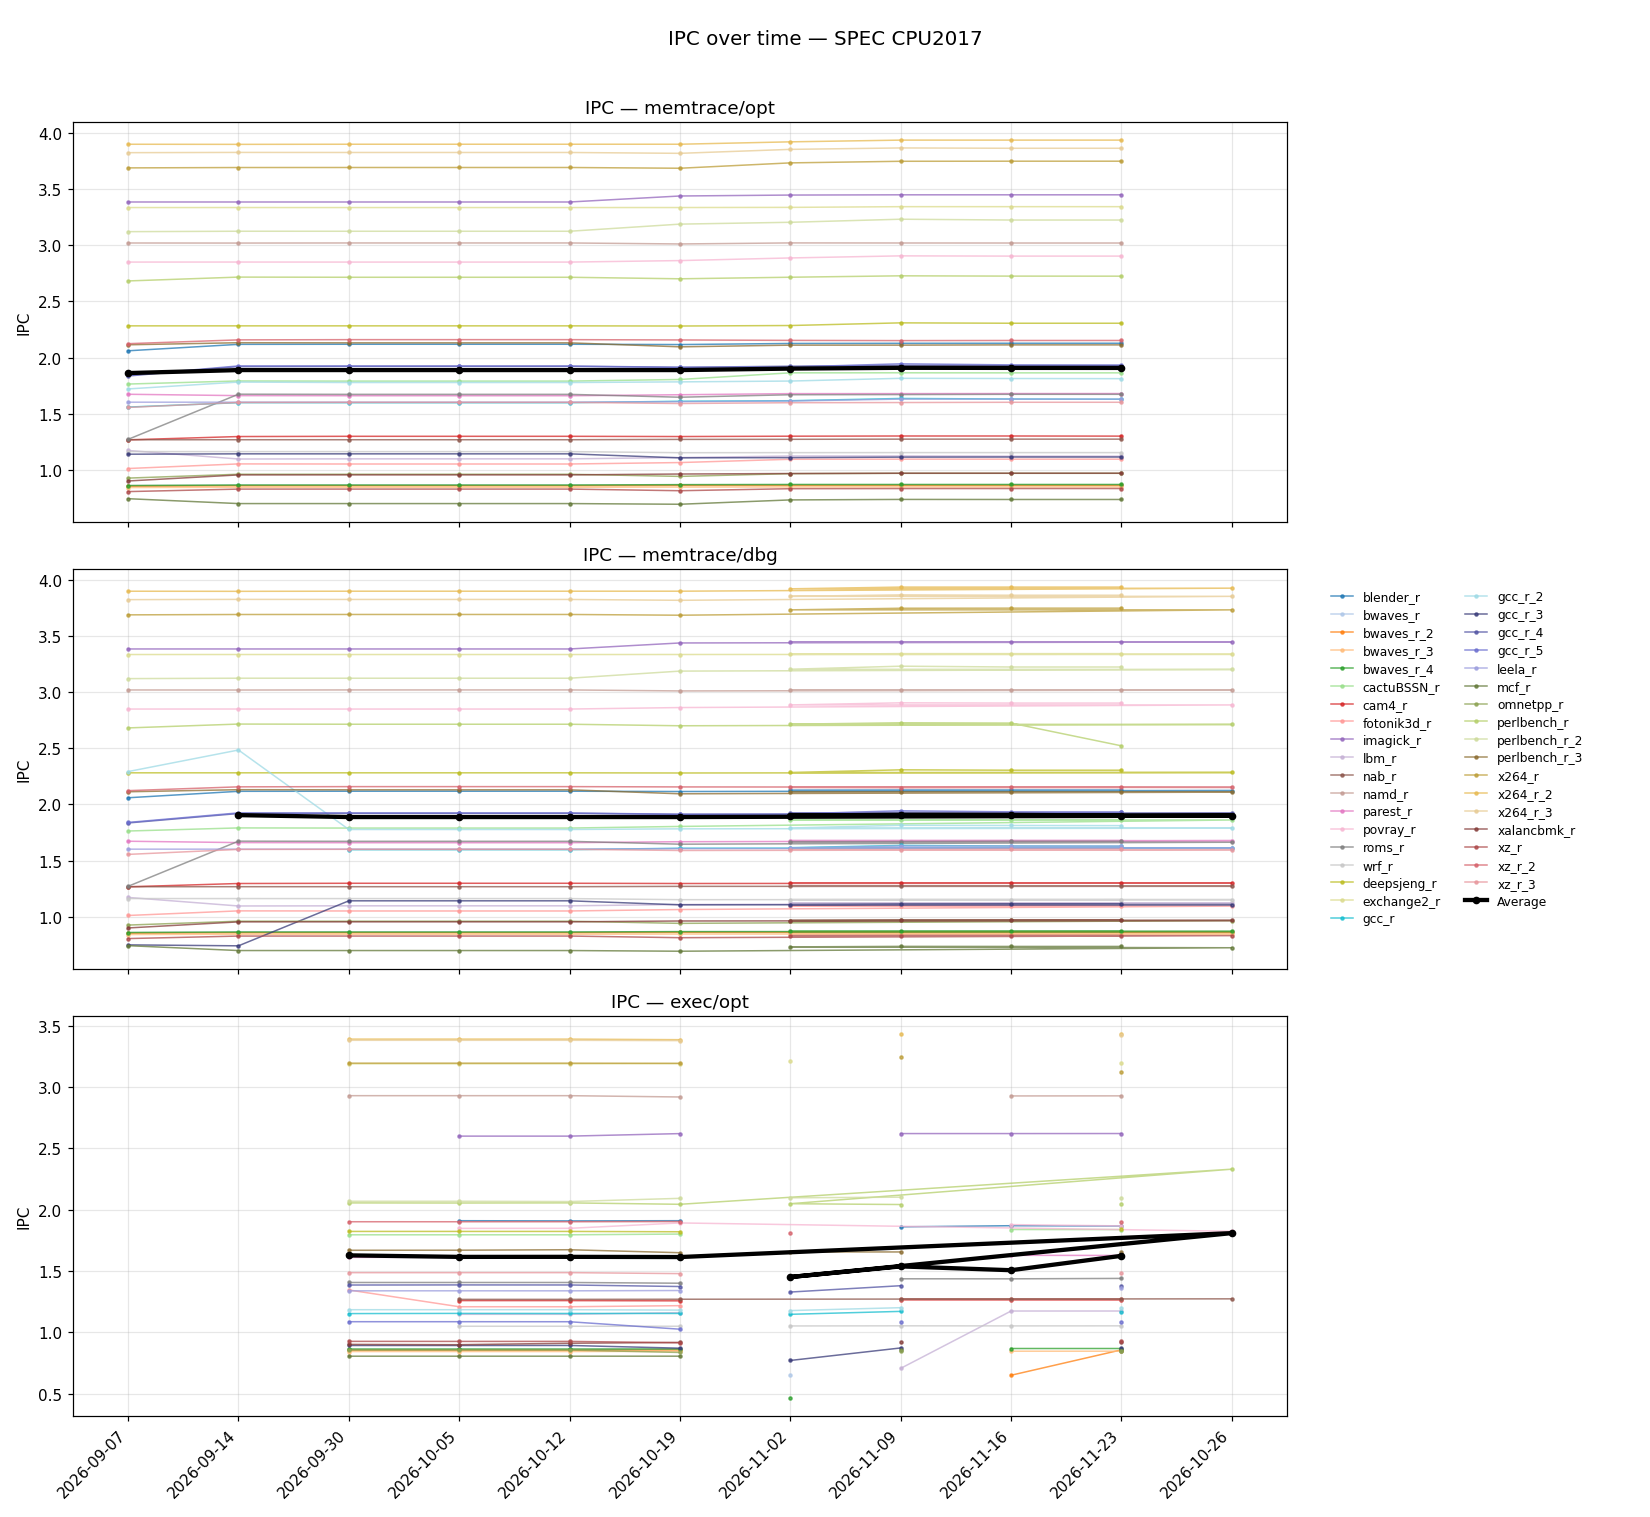 IPC over time — SPEC CPU2017
IPC — memtrace/opt
IPC
4.0
3.5
3.0
2.5
2.0
1.5
1.0
IPC — memtrace/dbg
IPC
4.0
3.5
3.0
2.5
2.0
1.5
1.0
blender_r
bwaves_r
bwaves_r_2
bwaves_r_3
bwaves_r_4
cactuBSSN_r
cam4_r
fotonik3d_r
imagick_r
lbm_r
nab_r
namd_r
parest_r
povray_r
roms_r
wrf_r
deepsjeng_r
exchange2_r
gcc_r
gcc_r_2
gcc_r_3
gcc_r_4
gcc_r_5
leela_r
mcf_r
omnetpp_r
perlbench_r
perlbench_r_2
perlbench_r_3
x264_r
x264_r_2
x264_r_3
xalancbmk_r
xz_r
xz_r_2
xz_r_3
Average
IPC — exec/opt
IPC
3.5
3.0
2.5
2.0
1.5
1.0
0.5
2026-09-07
2026-09-14
2026-09-30
2026-10-05
2026-10-12
2026-10-19
2026-11-02
2026-11-09
2026-11-16
2026-11-23
2026-10-26